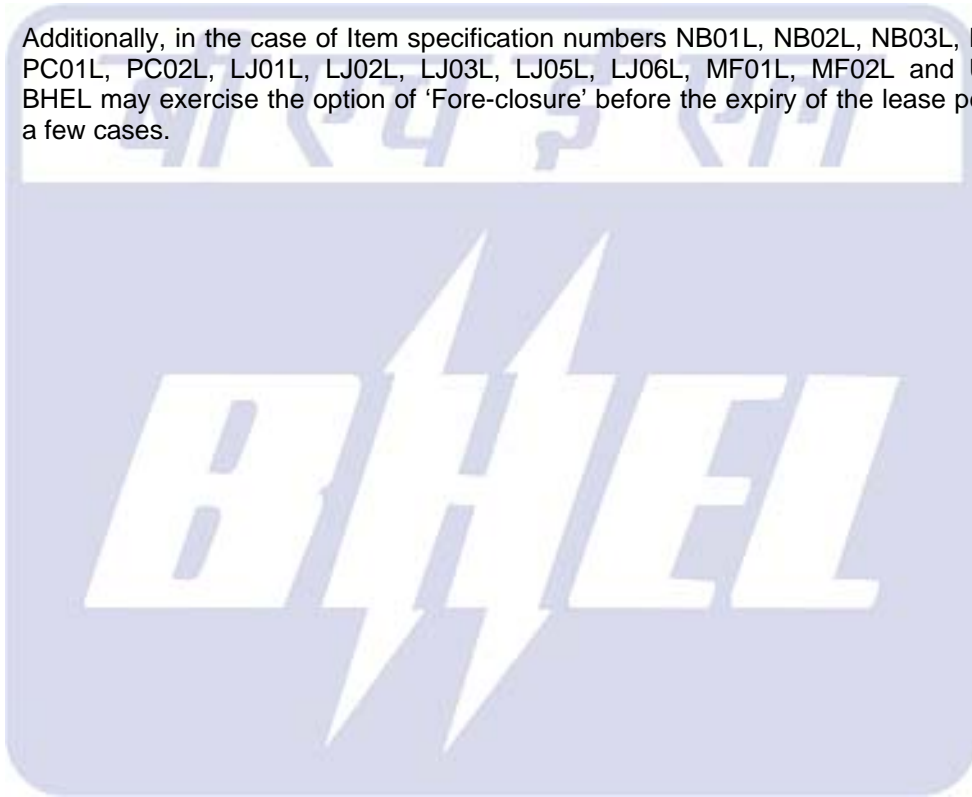 Additionally, in the case of Item specification numbers NB01L, NB02L, NB03L,
PC01L, PC02L, LJ01L, LJ02L, LJ03L, LJ05L, LJ06L, MF01L, MF02L and
BHEL may exercise the option of ‘Fore-closure’ before the expiry of the lease
a few cases.
बी एच ई एल
BHEL